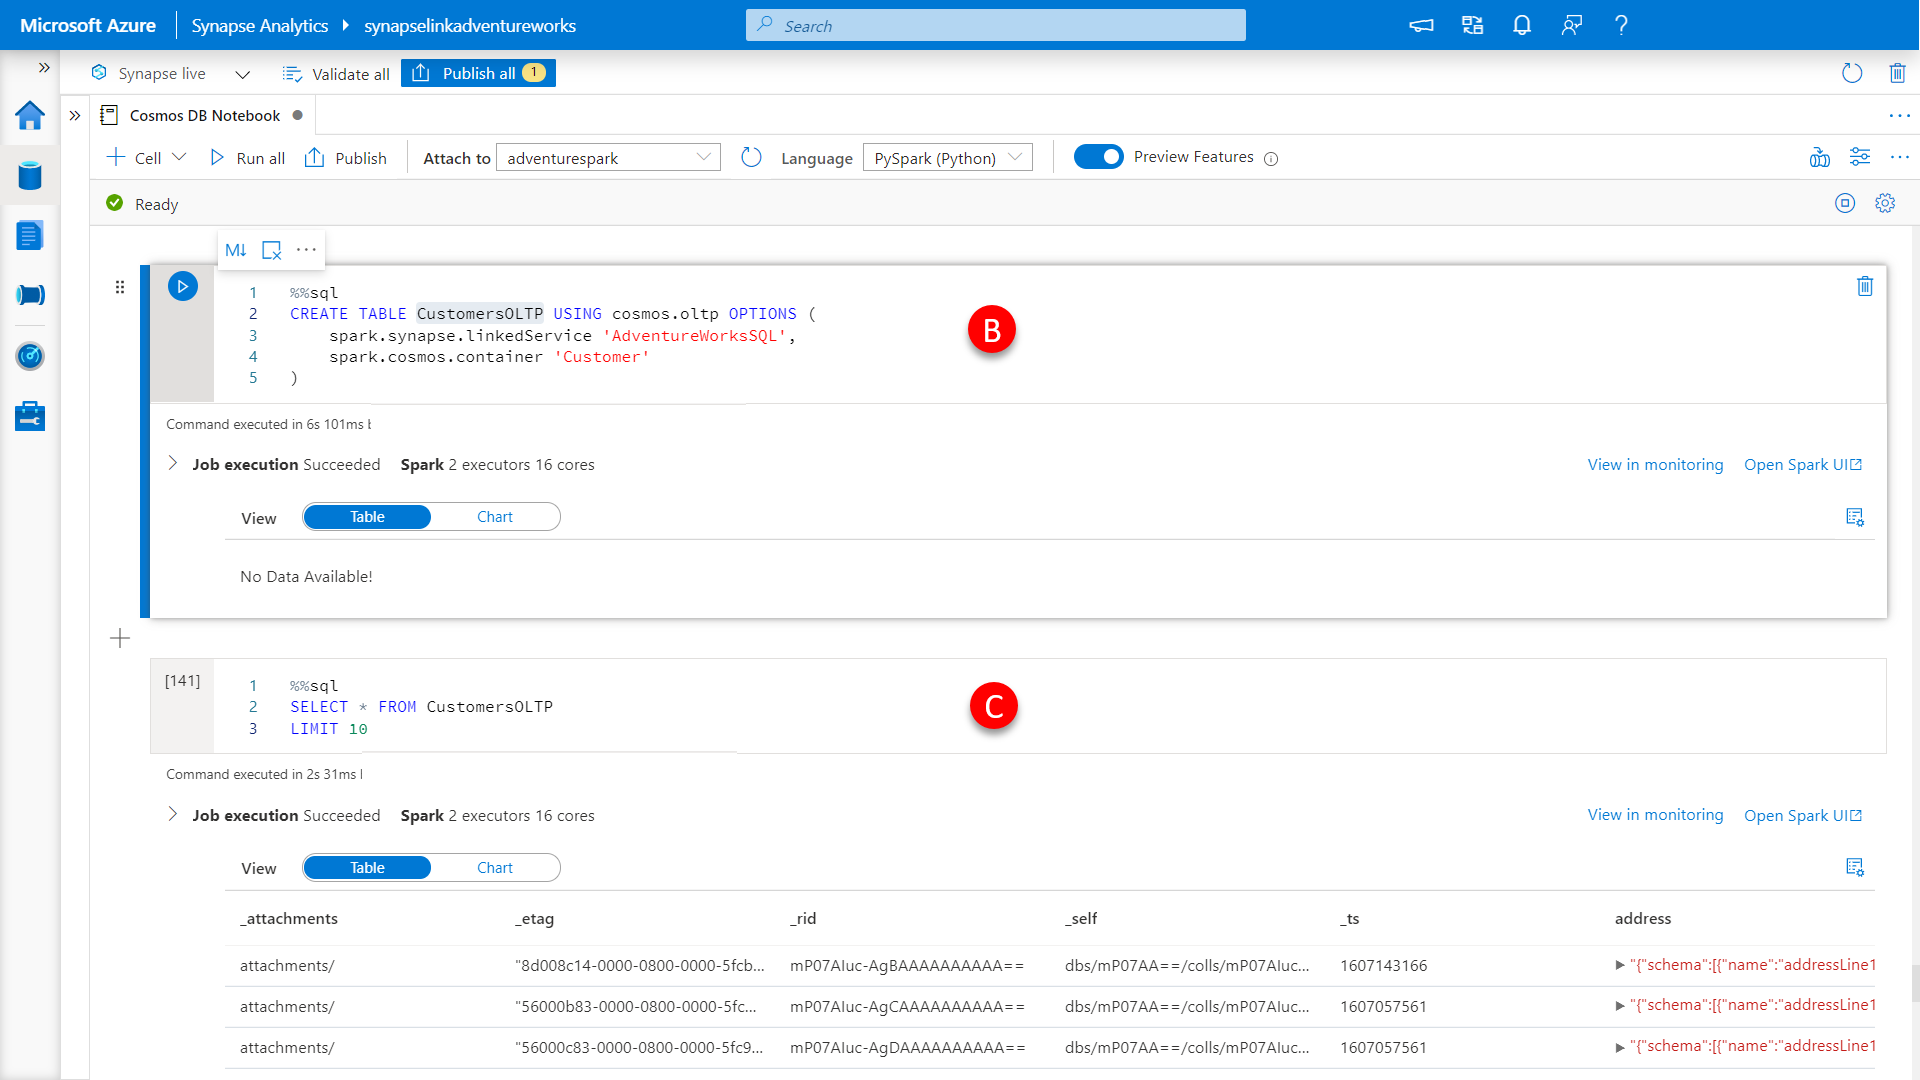 Microsoft Azure Synapse Analytics synapselinkadventureworks Search
Synapse live Validate all Publish all 1
Cosmos DB Notebook
Cell Run all Publish Attach to adventurespark Language PySpark (Python) Preview Features
Ready
M↓ ...
1 %%sql
2 CREATE TABLE CustomersOLTP USING cosmos.oltp OPTIONS (
3 spark.synapse.linkedService 'AdventureWorksSQL',
4 spark.cosmos.container 'Customer'
5 )
B
Command executed in 6s 101ms
Job execution Succeeded Spark 2 executors 16 cores View in monitoring Open Spark UI
View Table Chart
No Data Available!
[141]
1 %%sql
2 SELECT * FROM CustomersOLTP
3 LIMIT 10
C
Command executed in 2s 31ms
Job execution Succeeded Spark 2 executors 16 cores View in monitoring Open Spark UI
View Table Chart
_attachments _etag _rid _self _ts address
attachments/ "8d008c14-0000-0800-0000-5fcb... mP07AIuc-AgBAAAAAAAAAA== dbs/mP07AA==/colls/mP07AIuc... 1607143166 "{"schema":[{"name":"addressLine1
attachments/ "56000b83-0000-0800-0000-5fc... mP07AIuc-AgCAAAAAAAAAA== dbs/mP07AA==/colls/mP07AIuc... 1607057561 "{"schema":[{"name":"addressLine1
attachments/ "56000c83-0000-0800-0000-5fc9... mP07AIuc-AgDAAAAAAAAAA== dbs/mP07AA==/colls/mP07AIuc... 1607057561 "{"schema":[{"name":"addressLine1